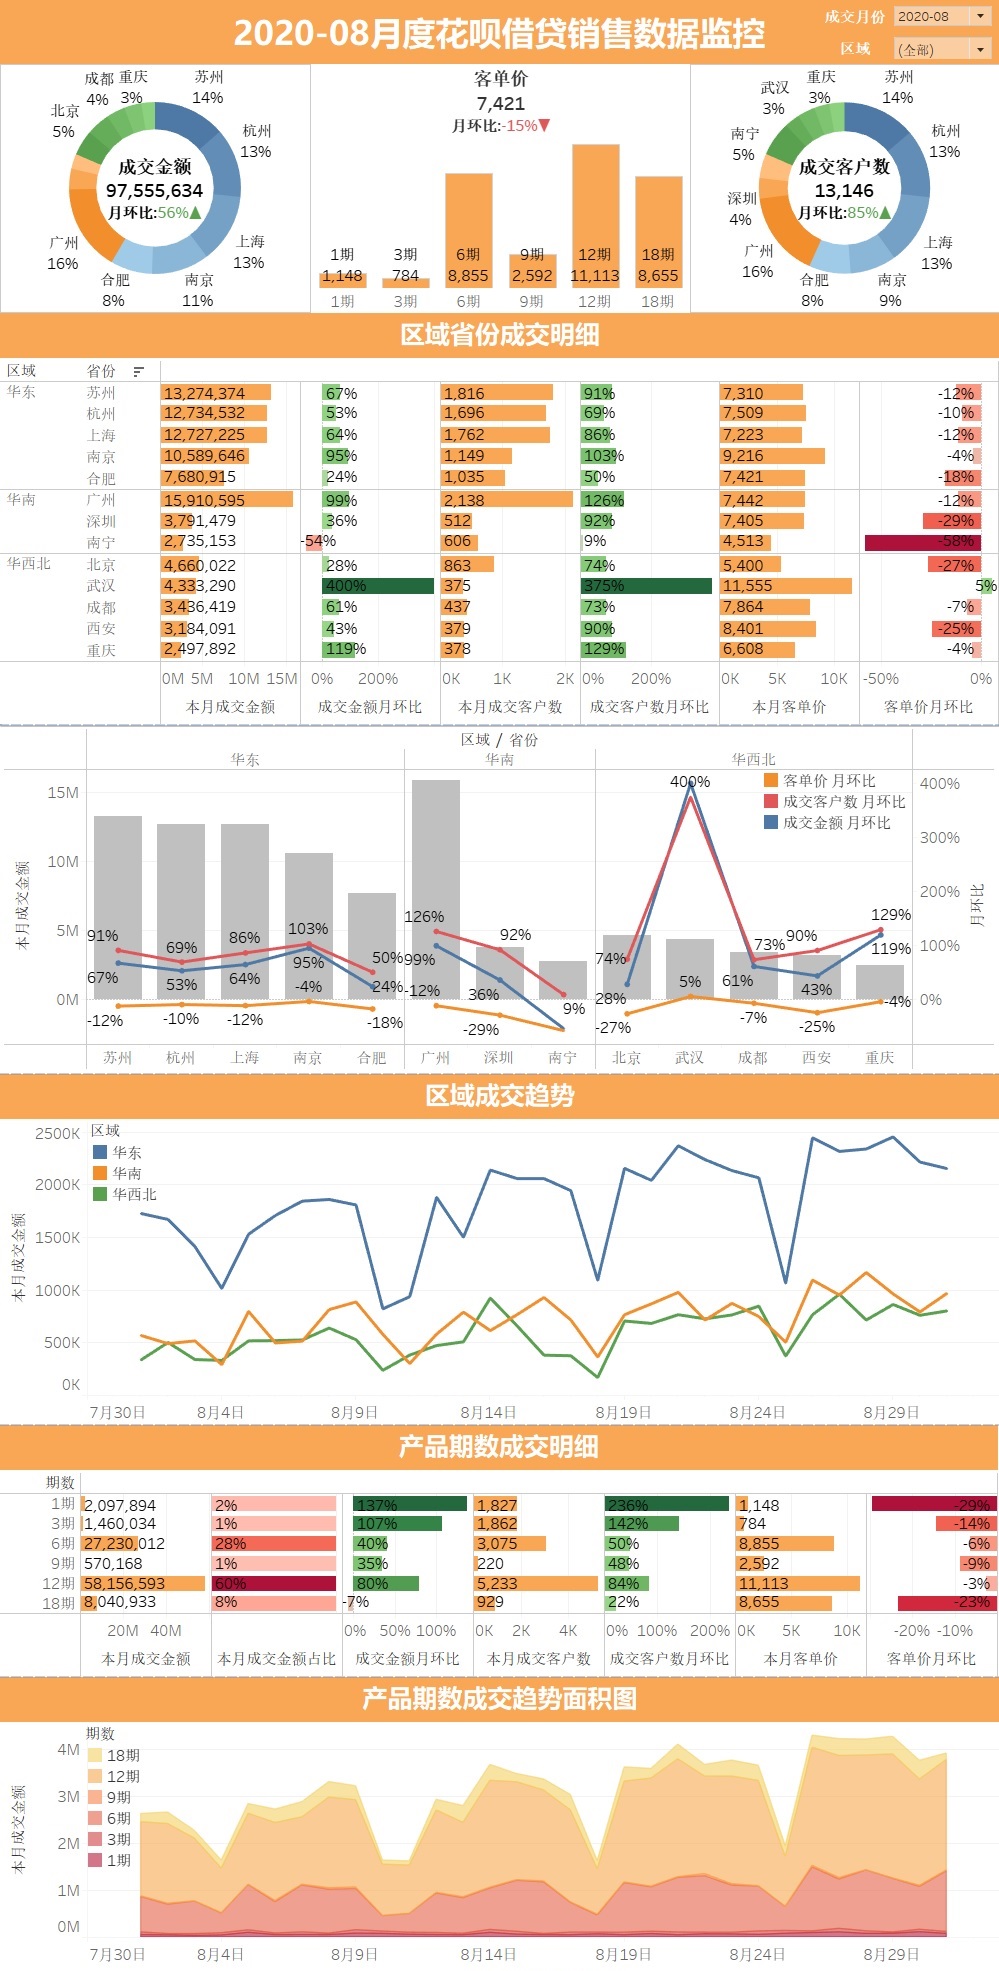 2020-08月度花呗借贷销售数据监控
成交月份 2020-08
区域 (全部)
成都 4%
重庆 3%
苏州 14%
北京 5%
杭州 13%
成交金额
97,555,634
月环比:56%▲
广州 16%
上海 13%
合肥 8%
南京 11%
客单价
7,421
月环比:-15%▼
1期 3期 6期 9期 12期 18期
1,148 784 8,855 2,592 11,113 8,655
1期 3期 6期 9期 12期 18期
武汉 3%
重庆 3%
苏州 14%
南宁 5%
杭州 13%
成交客户数
13,146
月环比:85%▲
深圳 4%
广州 16%
上海 13%
合肥 8%
南京 9%
区域省份成交明细
区域 省份
华东 苏州 13,274,374 67% 1,816 91% 7,310 -12%
杭州 12,734,532 53% 1,696 69% 7,509 -10%
上海 12,727,225 64% 1,762 86% 7,223 -12%
南京 10,589,646 95% 1,149 103% 9,216 -4%
合肥 7,680,915 24% 1,035 50% 7,421 -18%
华南 广州 15,910,595 99% 2,138 126% 7,442 -12%
深圳 3,791,479 36% 512 92% 7,405 -29%
南宁 2,735,153 -54% 606 9% 4,513 -58%
华西北 北京 4,660,022 28% 863 74% 5,400 -27%
武汉 4,333,290 400% 375 375% 11,555 5%
成都 3,436,419 61% 437 73% 7,864 -7%
西安 3,184,091 43% 379 90% 8,401 -25%
重庆 2,497,892 119% 378 129% 6,608 -4%
0M 5M 10M 15M 0% 200% 0K 1K 2K 0% 200% 0K 5K 10K -50% 0%
本月成交金额 成交金额月环比 本月成交客户数 成交客户数月环比 本月客单价 客单价月环比
区域 / 省份
华东 华南 华西北
客单价 月环比
成交客户数 月环比
成交金额 月环比
本月成交金额
15M
10M
5M
0M
400%
300%
200%
100%
0%
月环比
400%
91% 69% 86% 103% 50% 126% 92% 9% 74% 73% 90% 129%
67% 53% 64% 95% 24% 99% 36% 28% 61% 43% 119%
-12% -10% -12% -4% -18% -12% -29% -27% 5% -7% -25% -4%
苏州 杭州 上海 南京 合肥 广州 深圳 南宁 北京 武汉 成都 西安 重庆
区域成交趋势
区域
华东
华南
华西北
本月成交金额
2500K
2000K
1500K
1000K
500K
0K
7月30日 8月4日 8月9日 8月14日 8月19日 8月24日 8月29日
产品期数成交明细
期数
1期 2,097,894 2% 137% 1,827 236% 1,148 -29%
3期 1,460,034 1% 107% 1,862 142% 784 -14%
6期 27,230,012 28% 40% 3,075 50% 8,855 -6%
9期 570,168 1% 35% 220 48% 2,592 -9%
12期 58,156,593 60% 80% 5,233 84% 11,113 -3%
18期 8,040,933 8% -7% 929 22% 8,655 -23%
20M 40M 0% 50% 100% 0K 2K 4K 0% 100% 200% 0K 5K 10K -20% -10%
本月成交金额 本月成交金额占比 成交金额月环比 本月成交客户数 成交客户数月环比 本月客单价 客单价月环比
产品期数成交趋势面积图
期数
18期
12期
9期
6期
3期
1期
本月成交金额
4M
3M
2M
1M
0M
7月30日 8月4日 8月9日 8月14日 8月19日 8月24日 8月29日